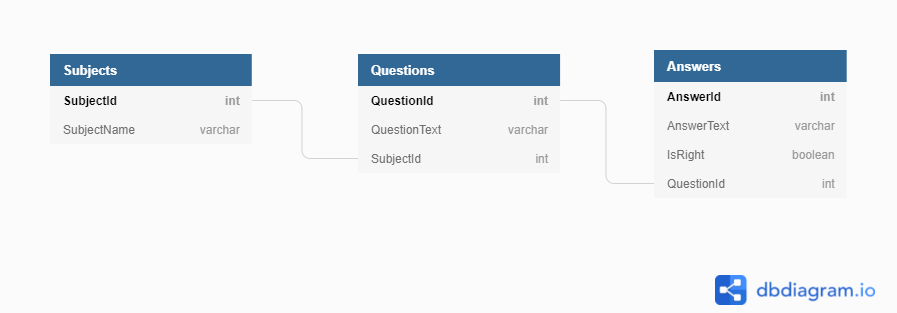 Subjects
SubjectId int
SubjectName varchar
Questions
QuestionId int
QuestionText varchar
SubjectId int
Answers
AnswerId int
AnswerText varchar
IsRight boolean
QuestionId int
dbdiagram.io